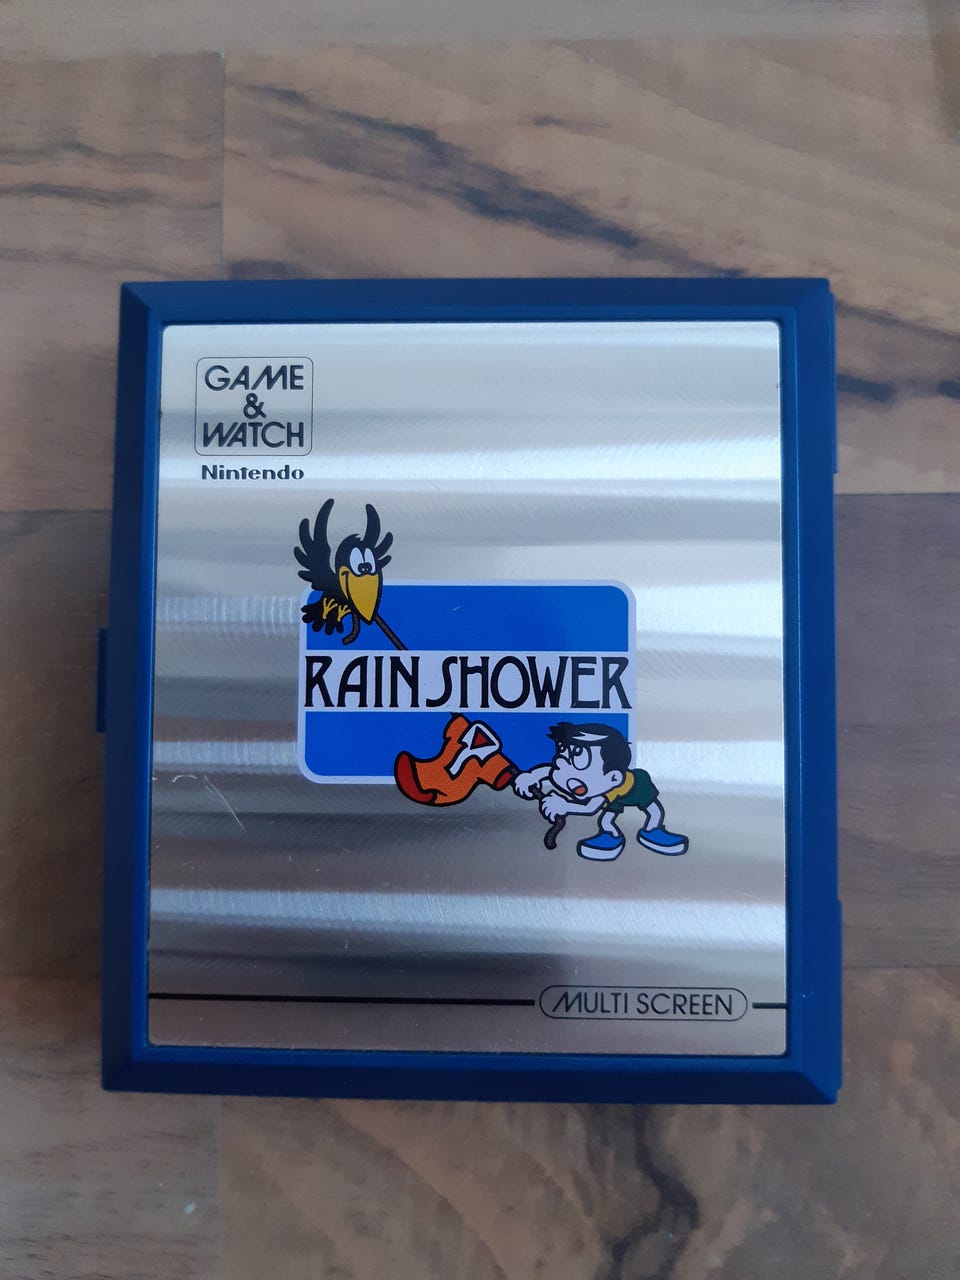 GAME
&
WATCH
Nintendo
RAIN SHOWER
MULTI SCREEN